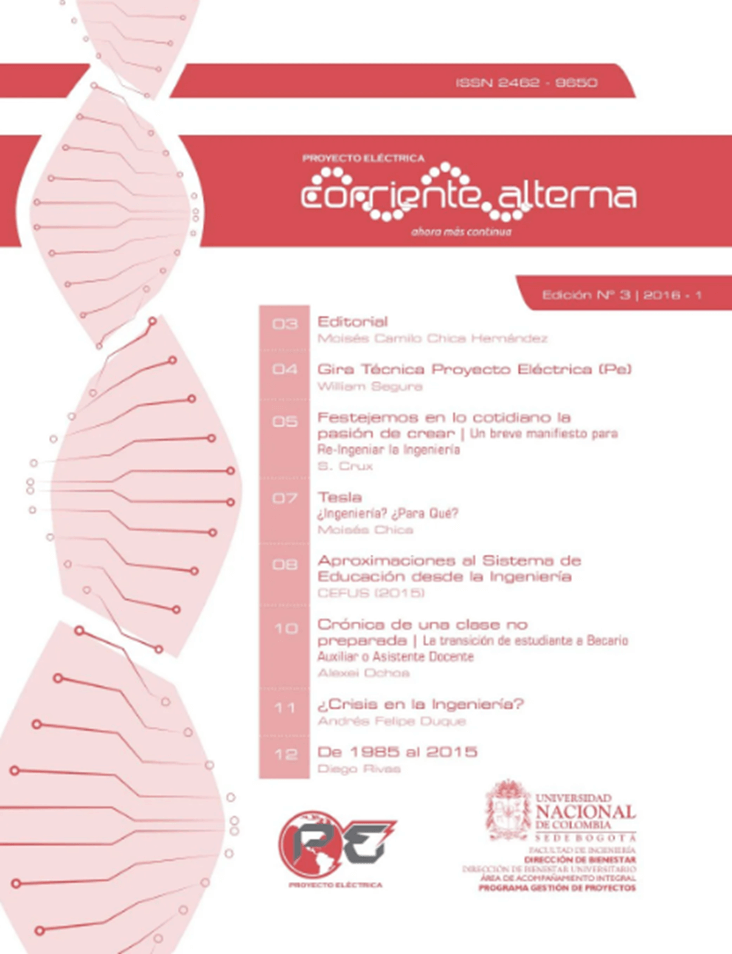 ISSN 2462 - 9650
PROYECTO ELÉCTRICA
corriente alterna
ahora más continua
Edición Nº 3 | 2016 - 1
03 Editorial
Moisés Camilo Chica Hernández
04 Gira Técnica Proyecto Eléctrica (Pe)
William Segura
05 Festejemos en lo cotidiano la
pasión de crear | Un breve manifiesto para
Re-Ingeniar la Ingeniería
S. Crux
07 Tesla
¿Ingeniería? ¿Para Qué?
Moisés Chica
08 Aproximaciones al Sistema de
Educación desde la Ingeniería
CEFUS (2015)
10 Crónica de una clase no
preparada | La transición de estudiante a Becario
Auxiliar o Asistente Docente
Alexei Ochoa
11 ¿Crisis en la Ingeniería?
Andrés Felipe Duque
12 De 1985 al 2015
Diego Rivas
PE
PROYECTO ELÉCTRICA
UNIVERSIDAD
NACIONAL
DE COLOMBIA
SEDE BOGOTÁ
FACULTAD DE INGENIERÍA
DIRECCIÓN DE BIENESTAR
DIRECCIÓN DE BIENESTAR UNIVERSITARIO
ÁREA DE ACOMPAÑAMIENTO INTEGRAL
PROGRAMA GESTIÓN DE PROYECTOS